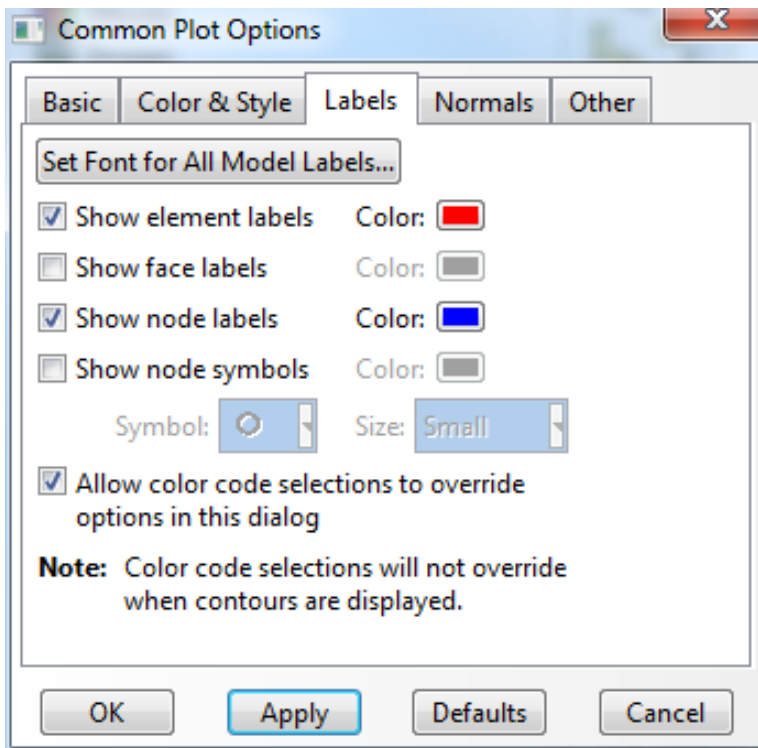 Common Plot Options
Basic Color & Style Labels Normals Other
Set Font for All Model Labels...
Show element labels Color:
Show face labels Color:
Show node labels Color:
Show node symbols Color:
Symbol: Size: Small
Allow color code selections to override
options in this dialog
Note: Color code selections will not override
when contours are displayed.
OK Apply Defaults Cancel